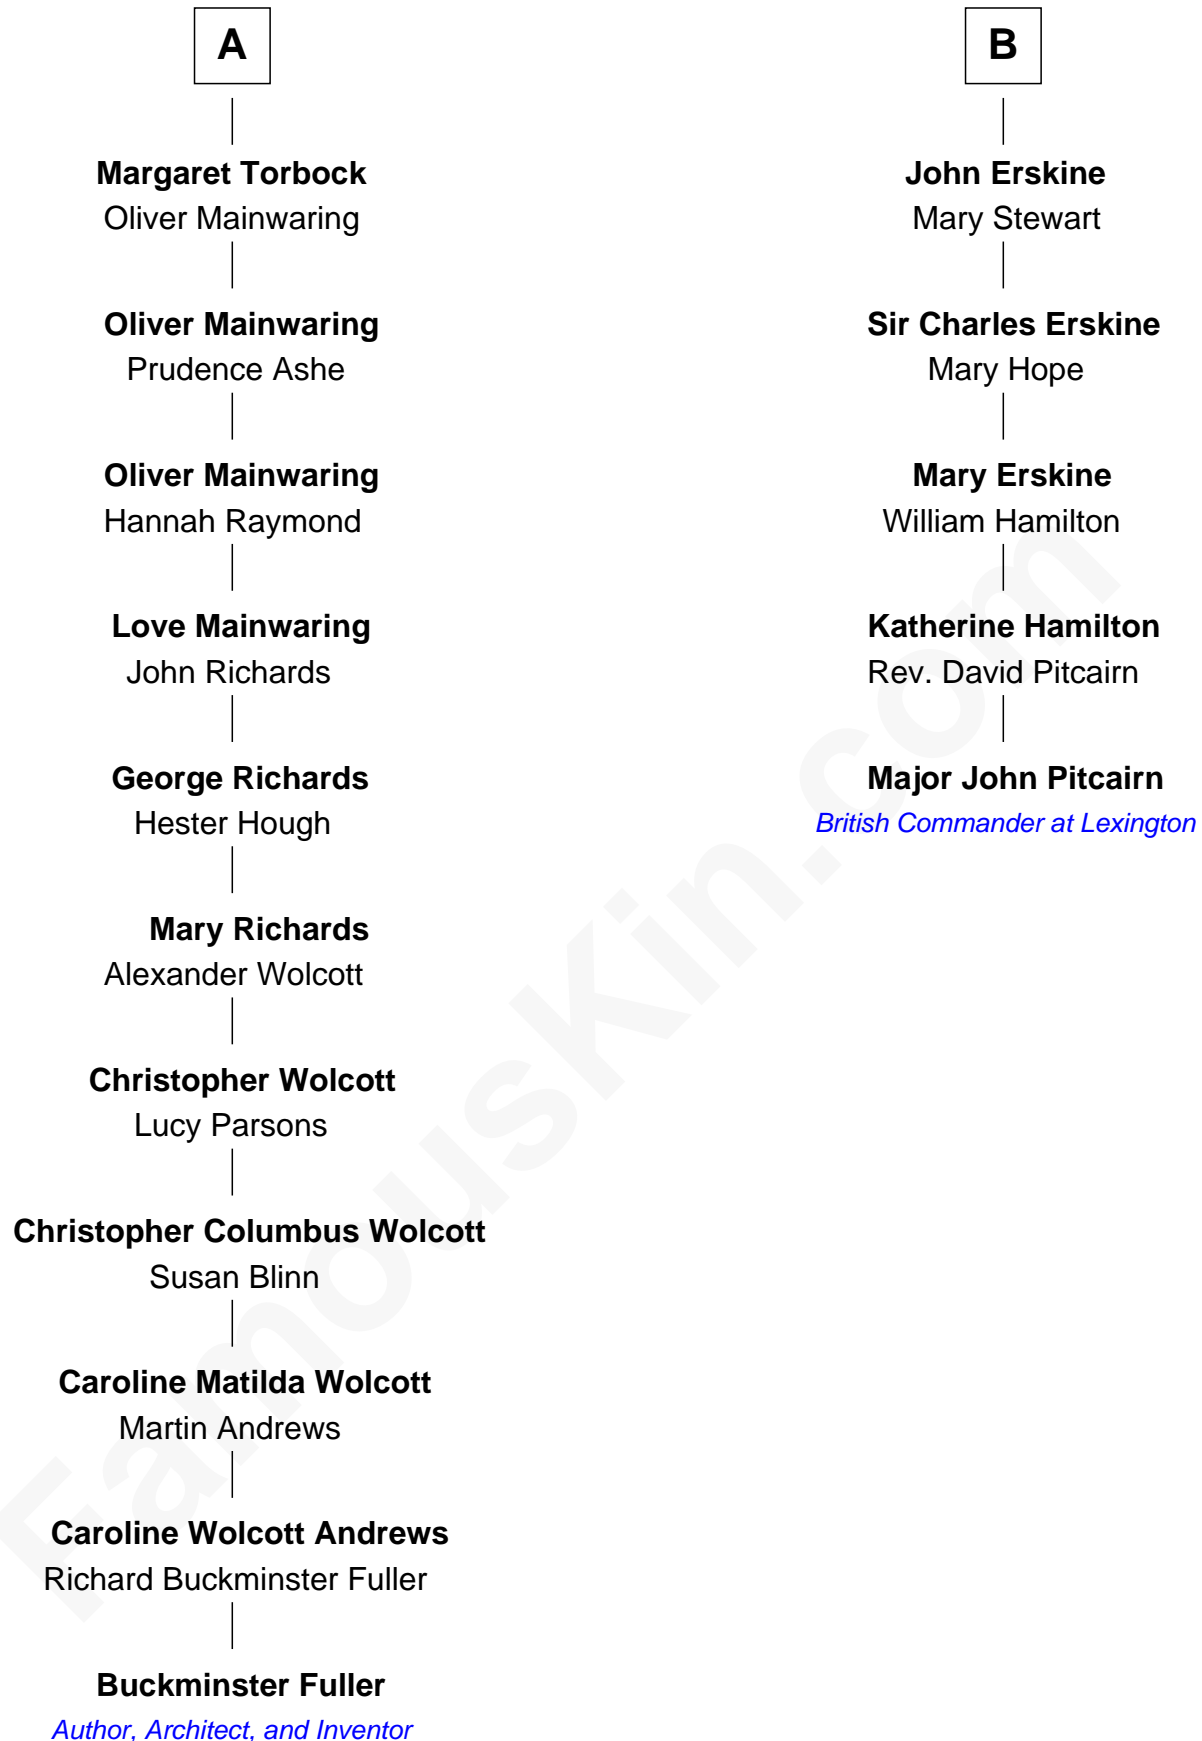 A
Margaret Torbock
Oliver Mainwaring
Oliver Mainwaring
Prudence Ashe
Oliver Mainwaring
Hannah Raymond
Love Mainwaring
John Richards
George Richards
Hester Hough
Mary Richards
Alexander Wolcott
Christopher Wolcott
Lucy Parsons
Christopher Columbus Wolcott
Susan Blinn
Caroline Matilda Wolcott
Martin Andrews
Caroline Wolcott Andrews
Richard Buckminster Fuller
Buckminster Fuller
Author, Architect, and Inventor
B
John Erskine
Mary Stewart
Sir Charles Erskine
Mary Hope
Mary Erskine
William Hamilton
Katherine Hamilton
Rev. David Pitcairn
Major John Pitcairn
British Commander at Lexington
FamousKin.com